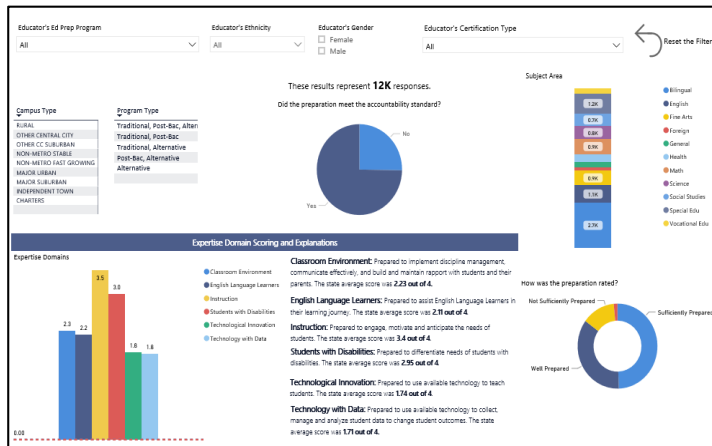 Educator's Ed Prep Program
All
Educator's Ethnicity
All
Educator's Gender
Female
Male
Educator's Certification Type
All
Reset the Filter
These results represent 12K responses.
Campus Type
RURAL
OTHER CENTRAL CITY
OTHER CC SUBURBAN
NON-METRO STABLE
NON-METRO FAST GROWING
MAJOR URBAN
MAJOR SUBURBAN
INDEPENDENT TOWN
CHARTERS
Program Type
Traditional, Post-Bac, Altern
Traditional, Post-Bac
Traditional, Alternative
Post-Bac, Alternative
Alternative
Did the preparation meet the accountability standard?
No
Yes
Subject Area
1.2K
0.7K
0.8K
0.9K
0.9K
1.1K
2.7K
Bilingual
English
Fine Arts
Foreign
General
Health
Math
Science
Social Studies
Special Edu
Vocational Edu
Expertise Domain Scoring and Explanations
Expertise Domains
2.3
2.2
3.5
3.0
1.8
1.8
0.00
Classroom Environment
English Language Learners
Instruction
Students with Disabilities
Technological Innovation
Technology with Data
Classroom Environment: Prepared to implement discipline management,
communicate effectively, and build and maintain rapport with students and their
parents. The state average score was 2.23 out of 4.
English Language Learners: Prepared to assist English Language Learners in
their learning journey. The state average score was 2.11 out of 4.
Instruction: Prepared to engage, motivate and anticipate the needs of
students. The state average score was 3.4 out of 4.
Students with Disabilities: Prepared to differentiate needs of students with
disabilities. The state average score was 2.95 out of 4.
Technological Innovation: Prepared to use available technology to teach
students. The state average score was 1.74 out of 4.
Technology with Data: Prepared to use available technology to collect,
manage and analyze student data to change student outcomes. The state
average score was 1.71 out of 4.
How was the preparation rated?
Not Sufficiently Prepared
Sufficiently Prepared
Well Prepared